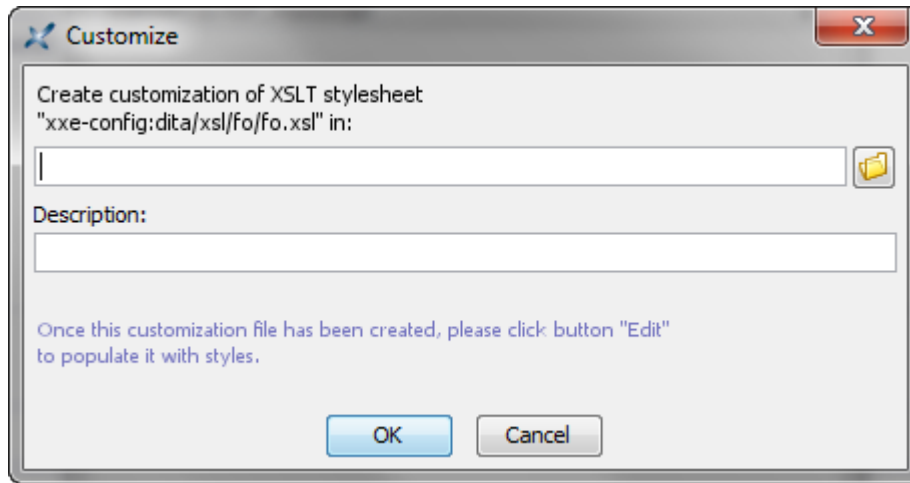 Customize
Create customization of XSLT stylesheet
"xxe-config:dita/xsl/fo/fo.xsl" in:
Description:
Once this customization file has been created, please click button "Edit"
to populate it with styles.
OK
Cancel